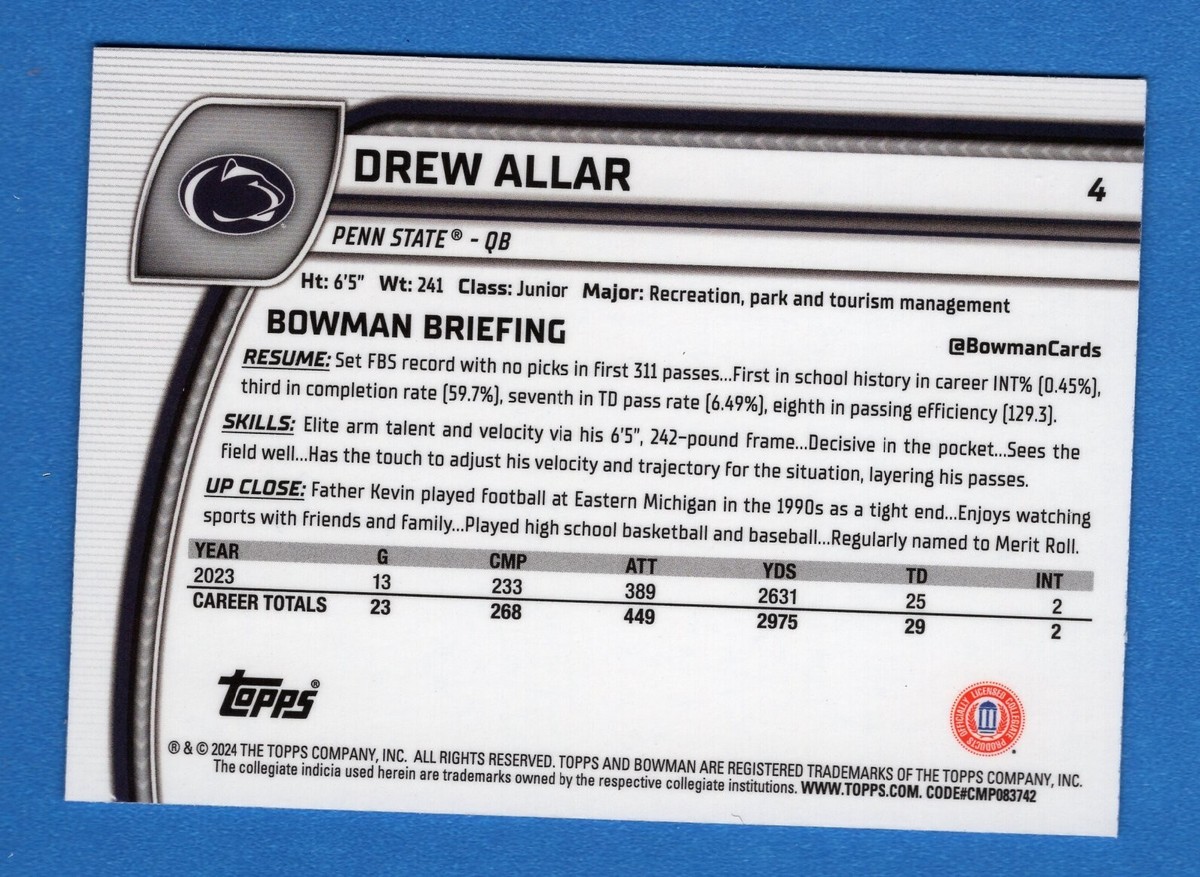 DREW ALLAR
4
PENN STATE® - QB
Ht: 6'5" Wt: 241 Class: Junior Major: Recreation, park and tourism management
BOWMAN BRIEFING
@BowmanCards
RESUME: Set FBS record with no picks in first 311 passes...First in school history in career INT% (0.45%),
third in completion rate (59.7%), seventh in TD pass rate (6.49%), eighth in passing efficiency (129.3).
SKILLS: Elite arm talent and velocity via his 6'5", 242-pound frame...Decisive in the pocket...Sees the
field well...Has the touch to adjust his velocity and trajectory for the situation, layering his passes.
UP CLOSE: Father Kevin played football at Eastern Michigan in the 1990s as a tight end...Enjoys watching
sports with friends and family...Played high school basketball and baseball...Regularly named to Merit Roll.
YEAR G CMP ATT YDS TD INT
2023 13 233 389 2631 25 2
CAREER TOTALS 23 268 449 2975 29 2
Topps®
OFFICIALLY LICENSED COLLEGIATE PRODUCTS
® & © 2024 THE TOPPS COMPANY, INC. ALL RIGHTS RESERVED. TOPPS AND BOWMAN ARE REGISTERED TRADEMARKS OF THE TOPPS COMPANY, INC.
The collegiate indicia used herein are trademarks owned by the respective collegiate institutions. WWW.TOPPS.COM. CODE#CMP083742